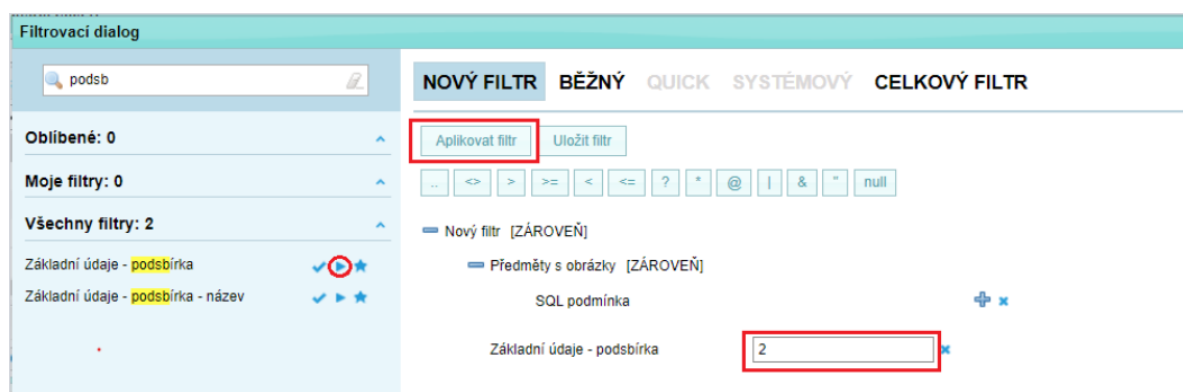 Filtrovací dialog
podsb
Oblíbené: 0
Moje filtry: 0
Všechny filtry: 2
Základní údaje - podsbírka
Základní údaje - podsbírka - název
NOVÝ FILTR BĚŽNÝ QUICK SYSTÉMOVÝ CELKOVÝ FILTR
Aplikovat filtr Uložit filtr
.. <> > >= < <= ? * @ | & " null
Nový filtr [ZÁROVEŇ]
Předměty s obrázky [ZÁROVEŇ]
SQL podmínka
Základní údaje - podsbírka 2